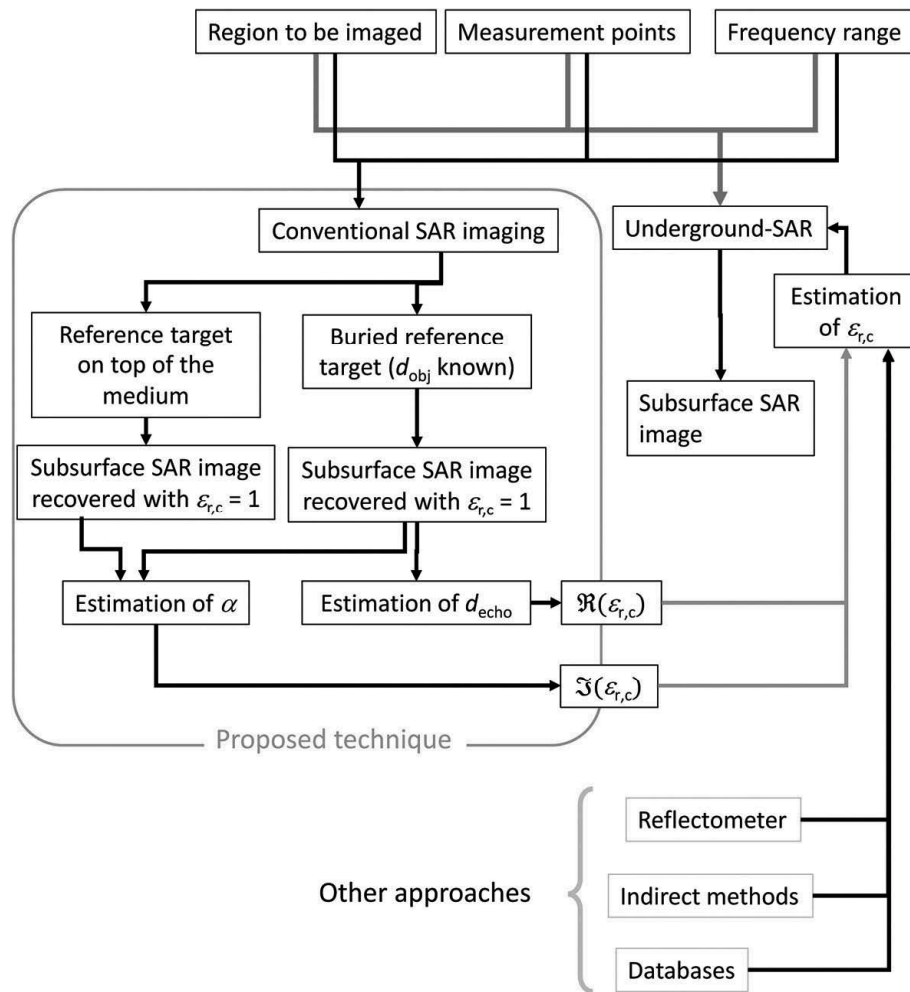 Region to be imaged
Measurement points
Frequency range
Conventional SAR imaging
Underground-SAR
Estimation
of εr,c
Reference target
on top of the
medium
Buried reference
target (dobj known)
Subsurface SAR
image
Subsurface SAR image
recovered with εr,c = 1
Subsurface SAR image
recovered with εr,c = 1
Estimation of α
Estimation of decho
ℜ(εr,c)
ℑ(εr,c)
Proposed technique
Other approaches
Reflectometer
Indirect methods
Databases